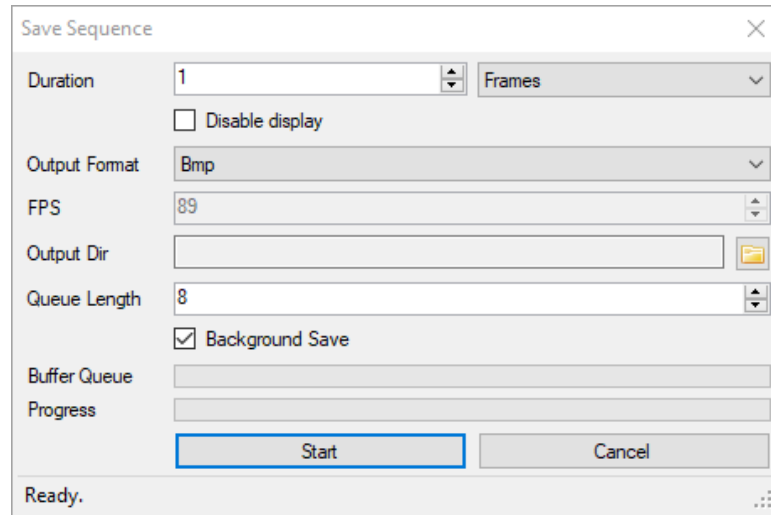 Save Sequence
Duration 1 Frames
Disable display
Output Format Bmp
FPS 89
Output Dir
Queue Length 8
Background Save
Buffer Queue
Progress
Start Cancel
Ready.